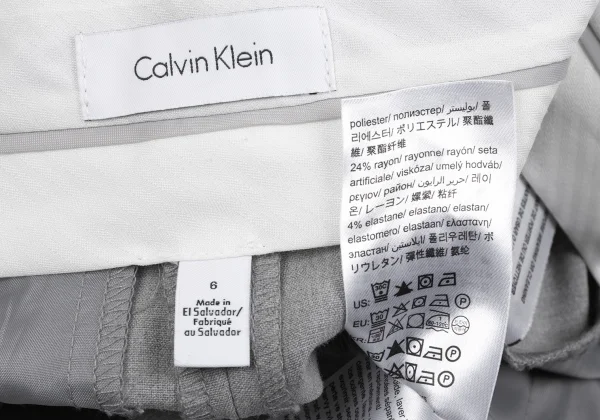 Calvin Klein
poliester/ полиэстер/ بوليستر/ 폴
리에스터/ ポリエステル/ 聚酯纖
維/ 聚酯纤维
24% rayon/ rayonne/ rayón/ seta
artificiale/ viskóza/ umelý hodváb/
ρεγιον/ район/ حرير الرايون/ 레이
온/ レーヨン/ 嫘縈/ 粘纤
4% elastane/ elastano/ elastan/
elastomero/ elastaan/ ελαστανη/
эластан/ إيلاستين/ 폴리우레탄/ ポ
リウレタン/ 彈性纖維/ 氨纶
US:
EU:
6
Made in
El Salvador/
Fabriqué
au Salvador